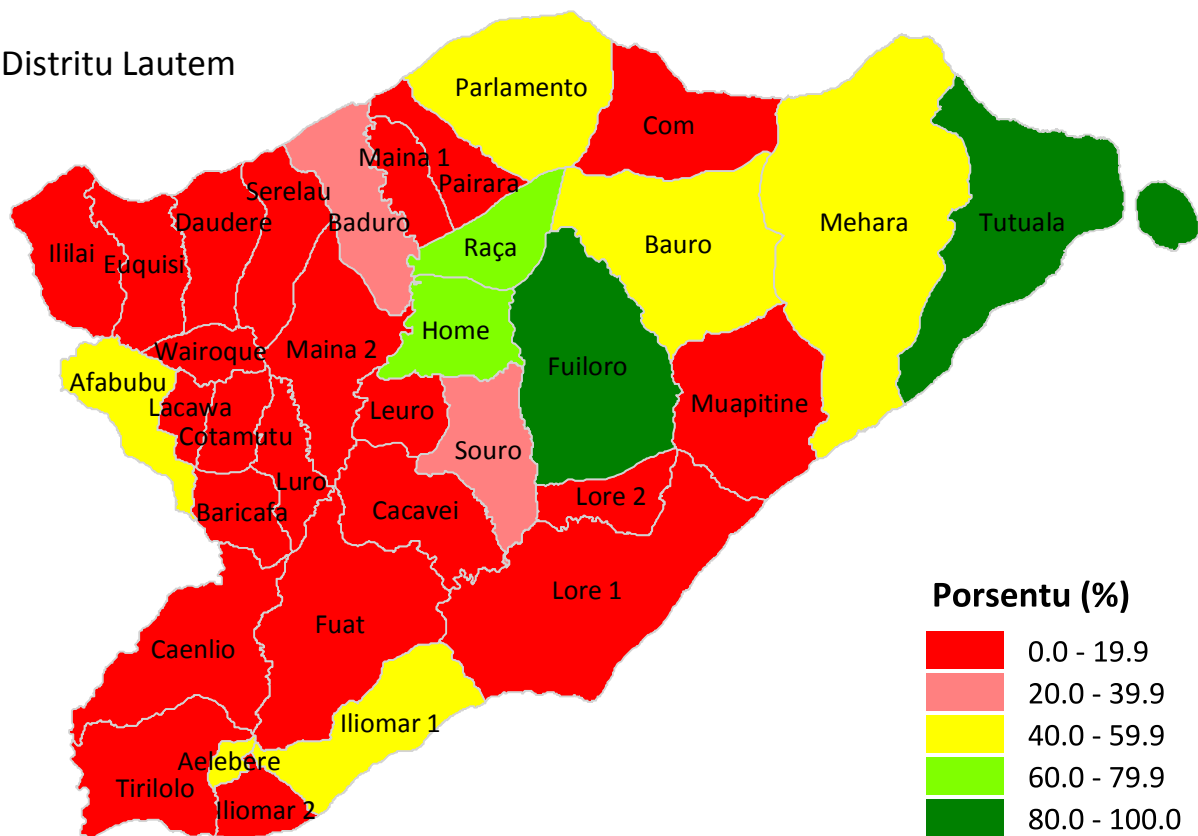 Distritu Lautem
Parlamento
Com
Maina 1
Pairara
Serelau
Daudere
Baduro
Mehara
Tutuala
Ililai
Euquisi
Raça
Bauro
Wairoque
Maina 2
Home
Fuiloro
Afabubu
Lacawa
Cotamutu
Leuro
Muapitine
Souro
Luro
Lore 2
Baricafa
Cacavei
Lore 1
Fuat
Caenlio
Iliomar 1
Aelebere
Tirilolo
Iliomar 2
Porsentu (%)
0.0 - 19.9
20.0 - 39.9
40.0 - 59.9
60.0 - 79.9
80.0 - 100.0